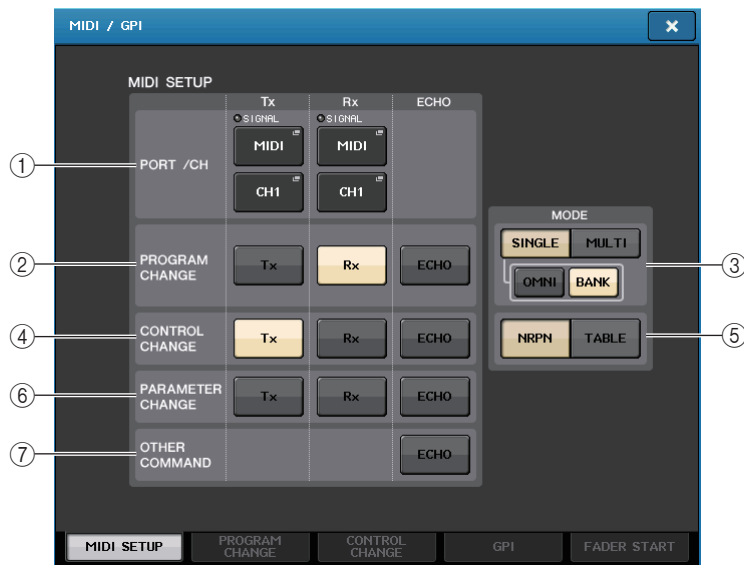 MIDI / GPI
MIDI SETUP
Tx Rx ECHO
SIGNAL SIGNAL
① PORT /CH MIDI MIDI
CH1 CH1
MODE
SINGLE MULTI
② PROGRAM CHANGE Tx Rx ECHO
③
OMNI BANK
④ CONTROL CHANGE Tx Rx ECHO
NRPN TABLE ⑤
⑥ PARAMETER CHANGE Tx Rx ECHO
⑦ OTHER COMMAND ECHO
MIDI SETUP PROGRAM CHANGE CONTROL CHANGE GPI FADER START